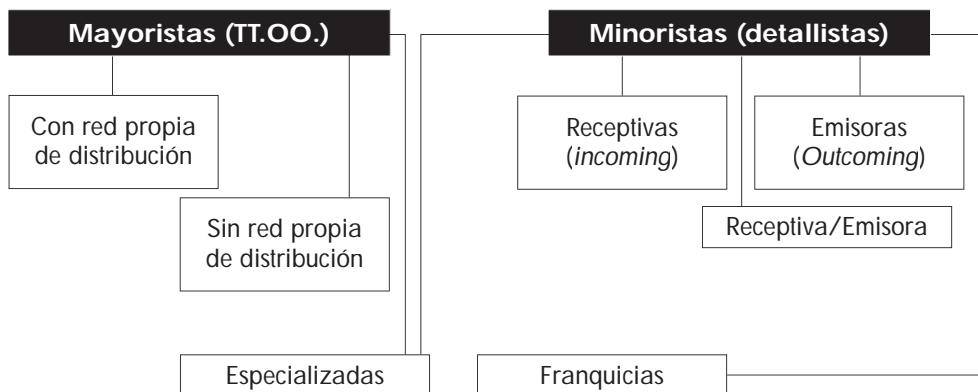 Mayoristas (TT.OO.)
Minoristas (detallistas)
Con red propia
de distribución
Receptivas
(incoming)
Emisoras
(Outcoming)
Sin red propia
de distribución
Receptiva/Emisora
Especializadas
Franquicias